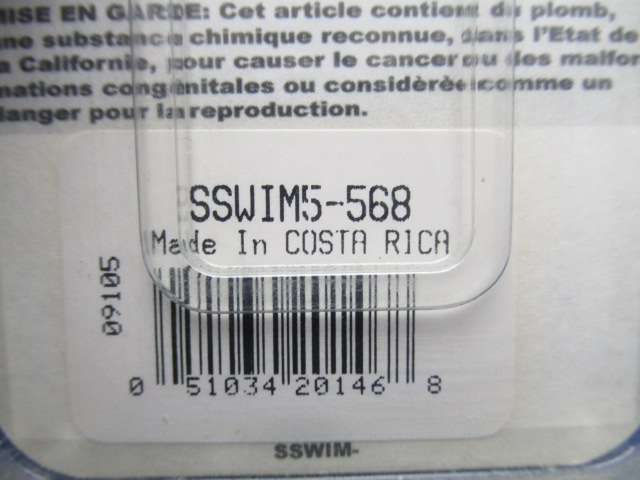 MISE EN GARDE: Cet article contient du plomb,
une substance chimique reconnue, dans l'Etat de
la Californie, pour causer le cancer ou des malfor
mations congénitales ou considèrèe comme un
danger pour la reproduction.
SSWIM5-568
Made In COSTA RICA
09105
0 51034 20146 8
SSWIM-